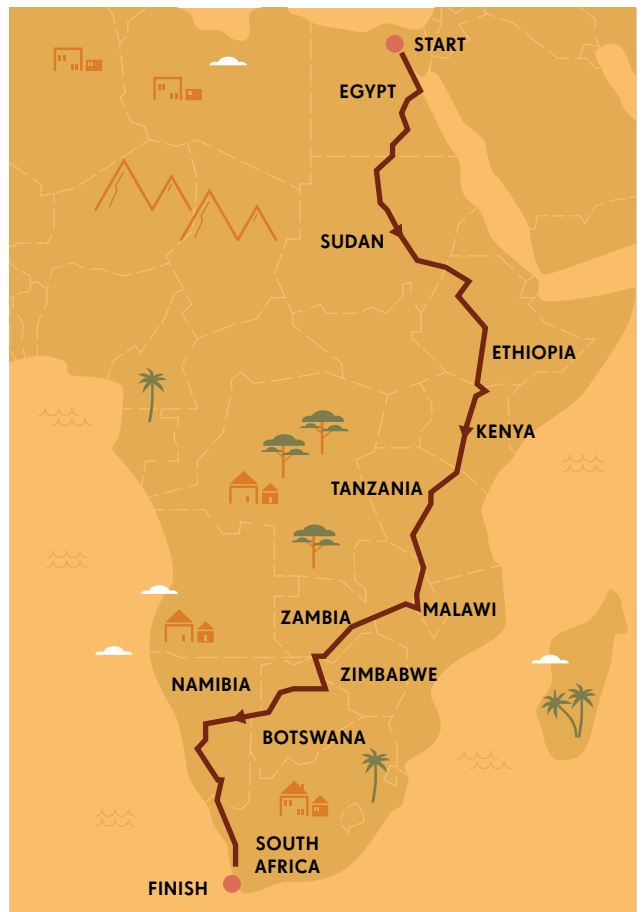 START
EGYPT
SUDAN
ETHIOPIA
KENYA
TANZANIA
MALAWI
ZAMBIA
ZIMBABWE
NAMIBIA
BOTSWANA
SOUTH
AFRICA
FINISH